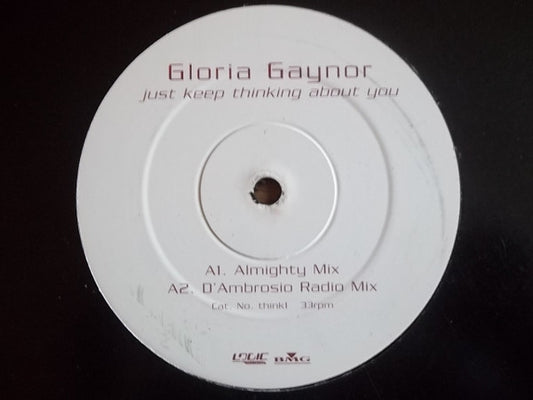 Gloria Gaynor
just keep thinking about you
A1. Almighty Mix
A2. D'Ambrosio Radio Mix
Cat. No. think1 33rpm
LOGIC BMG